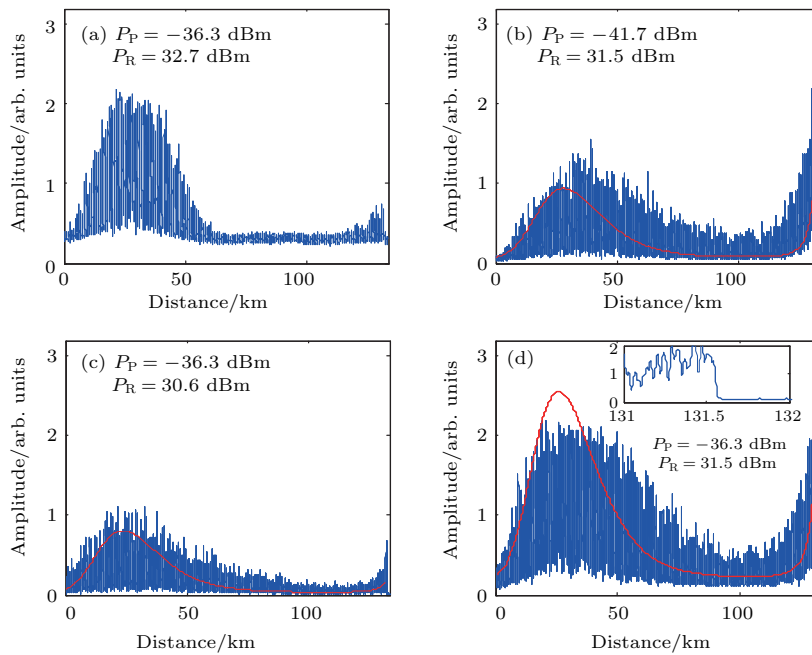 (a) P_P = −36.3 dBm
P_R = 32.7 dBm
Amplitude/arb. units
3
2
1
0
0 50 100
Distance/km
(b) P_P = −41.7 dBm
P_R = 31.5 dBm
Amplitude/arb. units
3
2
1
0
0 50 100
Distance/km
(c) P_P = −36.3 dBm
P_R = 30.6 dBm
Amplitude/arb. units
3
2
1
0
0 100
Distance/km
(d)
2
1
0
131 131.5 132
P_P = −36.3 dBm
P_R = 31.5 dBm
Amplitude/arb. units
3
2
1
0
0 50 100
Distance/km